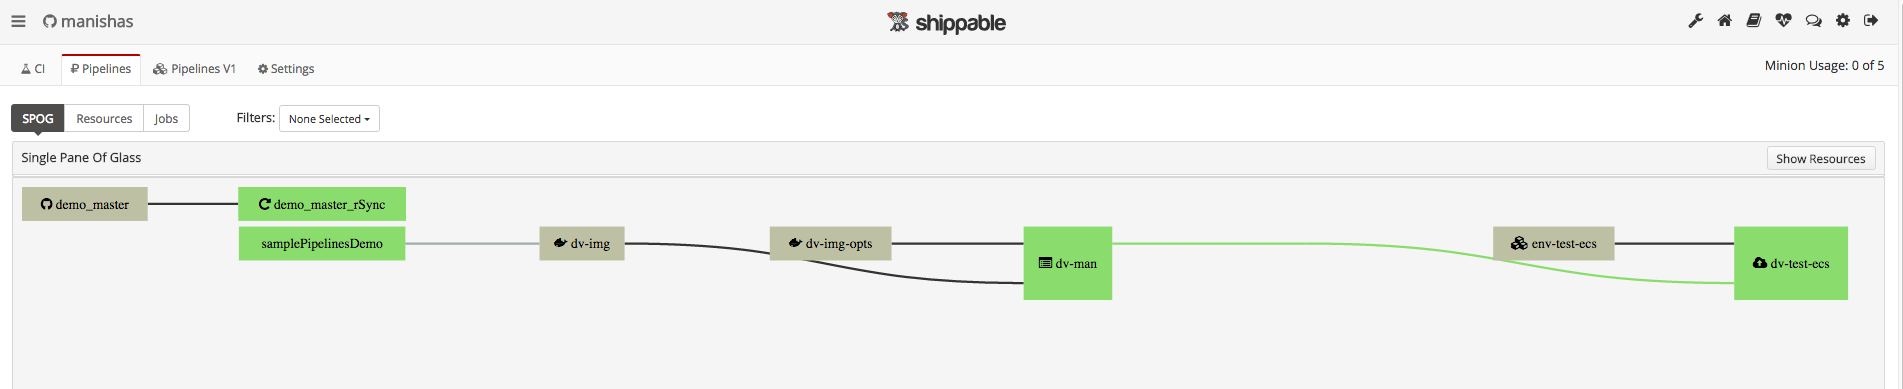 manishas
shippable
CI
Pipelines
Pipelines V1
Settings
Minion Usage: 0 of 5
SPOG
Resources
Jobs
Filters:
None Selected
Single Pane Of Glass
Show Resources
demo_master
demo_master_rSync
samplePipelinesDemo
dv-img
dv-img-opts
dv-man
env-test-ecs
dv-test-ecs